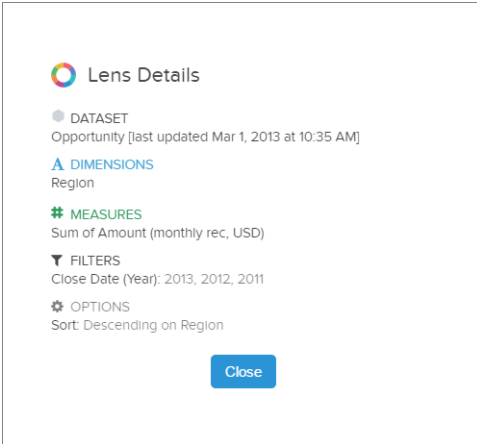 Lens Details
DATASET
Opportunity [last updated Mar 1, 2013 at 10:35 AM]
A DIMENSIONS
Region
# MEASURES
Sum of Amount (monthly rec, USD)
FILTERS
Close Date (Year): 2013, 2012, 2011
OPTIONS
Sort: Descending on Region
Close